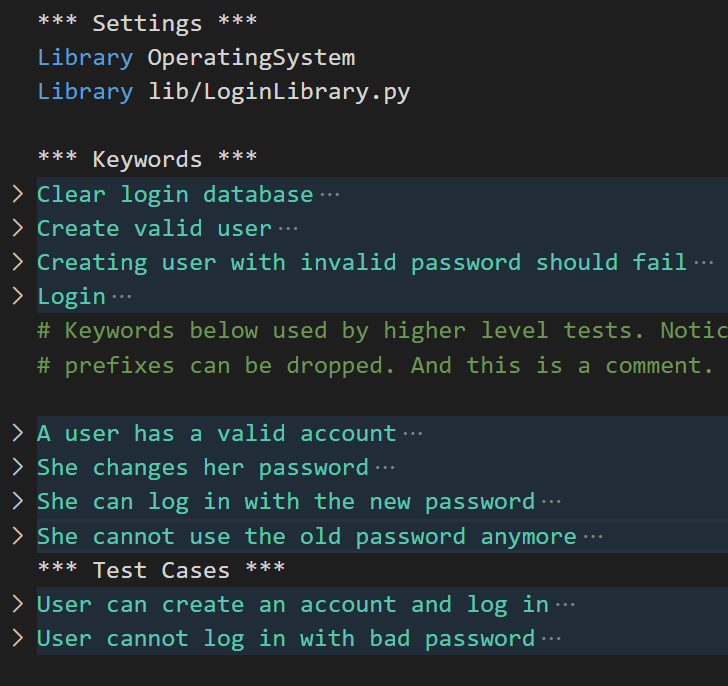 *** Settings ***
Library OperatingSystem
Library lib/LoginLibrary.py
*** Keywords ***
Clear login database ···
Create valid user ···
Creating user with invalid password should fail ···
Login ···
# Keywords below used by higher level tests. Notic
# prefixes can be dropped. And this is a comment.
A user has a valid account ···
She changes her password ···
She can log in with the new password ···
She cannot use the old password anymore ···
*** Test Cases ***
User can create an account and log in ···
User cannot log in with bad password ···